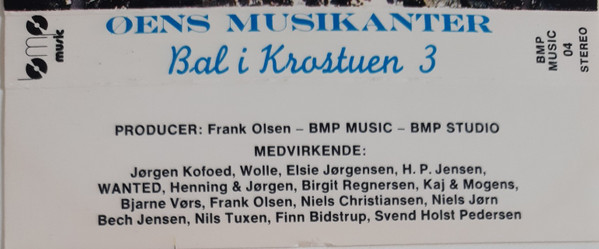 ØENS MUSIKANTER
bmp music
Bal i Krostuen 3
BMP
MUSIC
04
STEREO
PRODUCER: Frank Olsen – BMP MUSIC – BMP STUDIO
MEDVIRKENDE:
Jørgen Kofoed, Wolle, Elsie Jørgensen, H. P. Jensen,
WANTED, Henning & Jørgen, Birgit Regnersen, Kaj & Mogens,
Bjarne Vørs, Frank Olsen, Niels Christiansen, Niels Jørn
Bech Jensen, Nils Tuxen, Finn Bidstrup, Svend Holst Pedersen